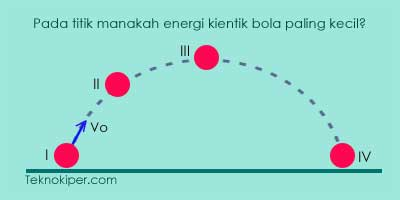 Pada titik manakah energi kientik bola paling kecil?
III
II
Vo
I
IV
Teknokiper.com